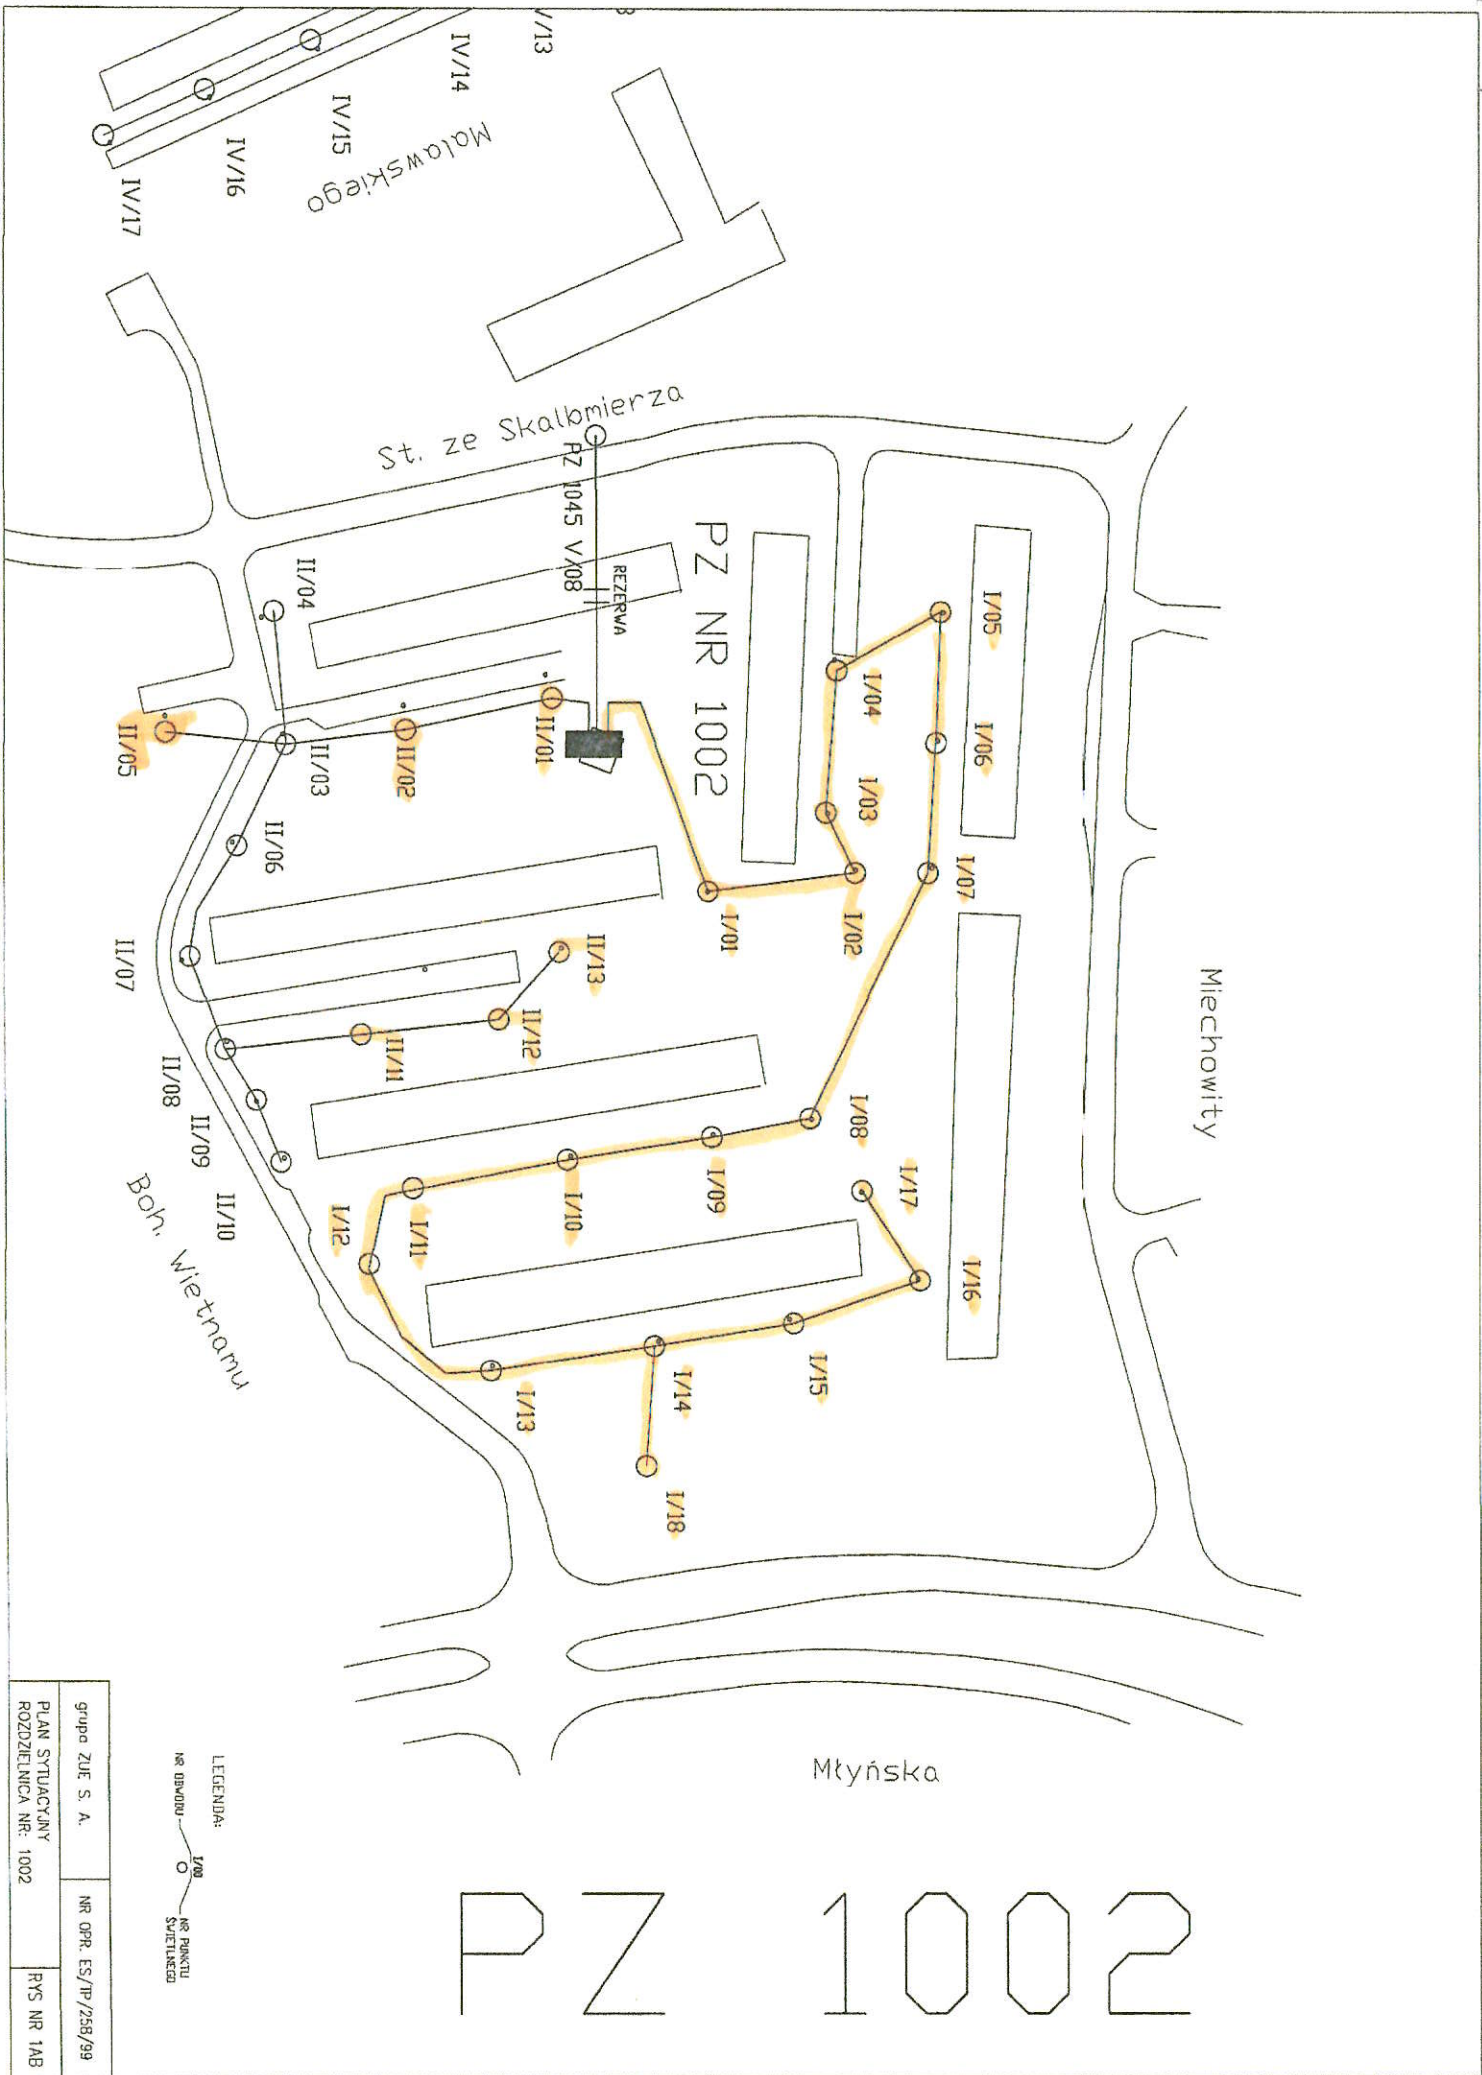 IV/13
IV/14
IV/15
IV/16
IV/17
Malawskiego
St. ze Skalbmierza
PZ 1045 V/08
REZERWA
PZ NR 1002
I/05
I/04
I/06
I/03
I/07
I/02
I/01
II/04
II/01
II/02
II/03
II/05
II/06
II/07
II/13
II/12
II/11
II/08
II/09
II/10
I/08
I/17
I/09
I/10
I/11
I/12
I/16
I/15
I/14
I/13
I/18
Miechowity
Boh. Wietnamu
Młyńska
PZ 1002
LEGENDA:
I/00
NR OBWODU
NR PUNKTU
ŚWIETLNEGO
grupa ZUE S. A.
NR OPR. ES/TP/258/99
PLAN SYTUACYJNY
ROZDZIELNICA NR: 1002
RYS NR 1AB